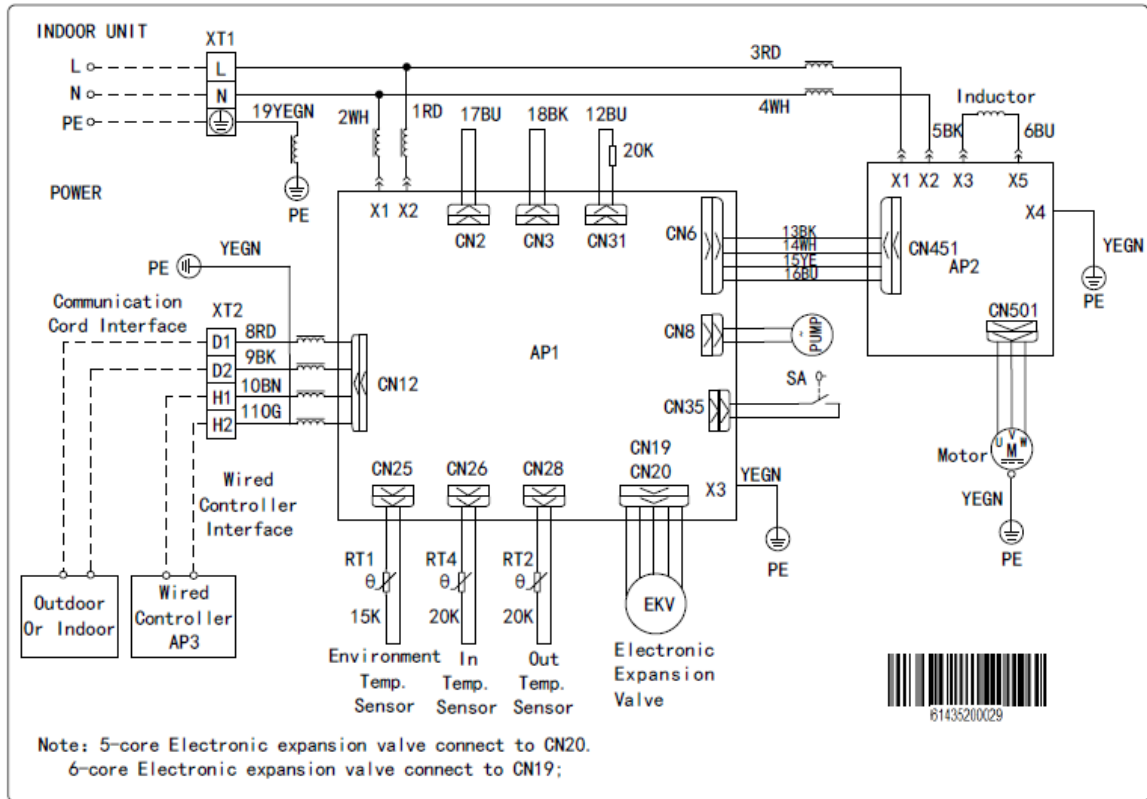 INDOOR UNIT
XT1
L
L
N
N
PE
19YEGN
PE
POWER
2WH
1RD
17BU
18BK
12BU
20K
3RD
4WH
Inductor
5BK
6BU
X1
X2
X3
X5
X4
YEGN
PE
X1
X2
CN2
CN3
CN31
CN6
13BK
14WH
15YE
16BU
CN451
AP2
CN501
PE
YEGN
Communication
Cord Interface
XT2
D1
8RD
D2
9BK
H1
10BN
H2
11OG
CN12
AP1
CN8
PUMP
SA
CN35
U
V
W
M
Motor
YEGN
PE
Wired
Controller
Interface
CN25
CN26
CN28
CN19
CN20
X3
YEGN
PE
RT1
θ
15K
RT4
θ
20K
RT2
θ
20K
EKV
Outdoor
Or Indoor
Wired
Controller
AP3
Environment
Temp.
Sensor
In
Temp.
Sensor
Out
Temp.
Sensor
Electronic
Expansion
Valve
61435200029
Note: 5-core Electronic expansion valve connect to CN20.
6-core Electronic expansion valve connect to CN19;